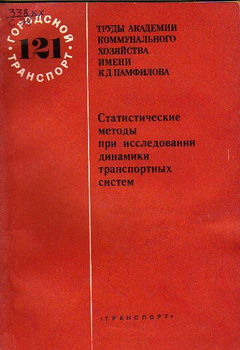 ГОРОДСКОЙ
121
ТРАНСПОРТ
ТРУДЫ АКАДЕМИИ
КОММУНАЛЬНОГО
ХОЗЯЙСТВА
ИМЕНИ
К.Д.ПАМФИЛОВА
Статистические
методы
при исследовании
динамики
транспортных
систем
«ТРАНСПОРТ»